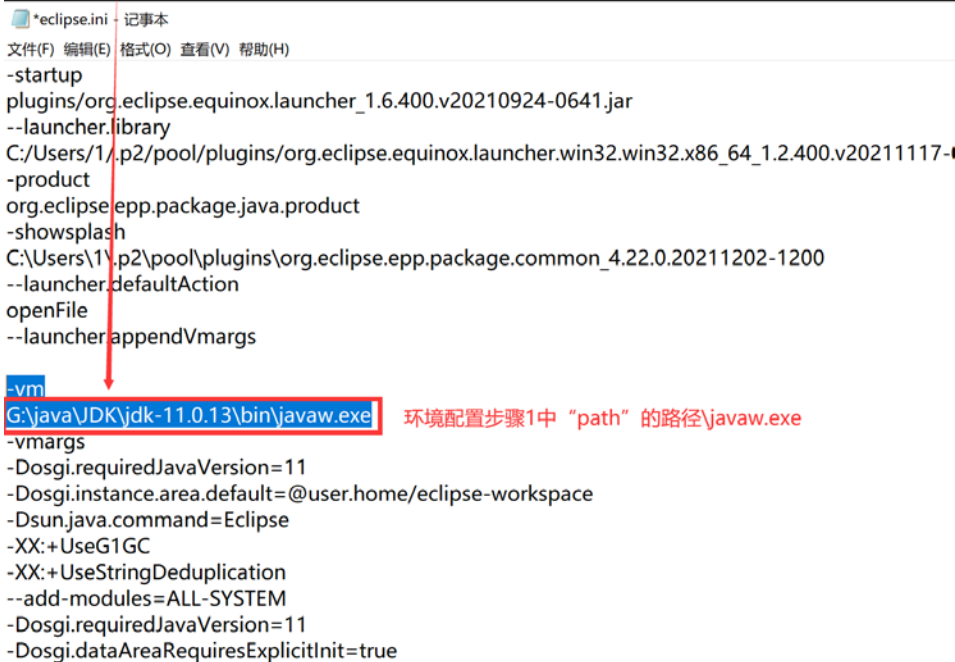 *eclipse.ini - 记事本
文件(F) 编辑(E) 格式(O) 查看(V) 帮助(H)
-startup
plugins/org.eclipse.equinox.launcher_1.6.400.v20210924-0641.jar
--launcher.library
C:/Users/1/.p2/pool/plugins/org.eclipse.equinox.launcher.win32.win32.x86_64_1.2.400.v20211117-
-product
org.eclipse.epp.package.java.product
-showsplash
C:\Users\1\.p2\pool\plugins\org.eclipse.epp.package.common_4.22.0.20211202-1200
--launcher.defaultAction
openFile
--launcher.appendVmargs
-vm
G:\java\JDK\jdk-11.0.13\bin\javaw.exe 环境配置步骤1中“path”的路径\javaw.exe
-vmargs
-Dosgi.requiredJavaVersion=11
-Dosgi.instance.area.default=@user.home/eclipse-workspace
-Dsun.java.command=Eclipse
-XX:+UseG1GC
-XX:+UseStringDeduplication
--add-modules=ALL-SYSTEM
-Dosgi.requiredJavaVersion=11
-Dosgi.dataAreaRequiresExplicitInit=true